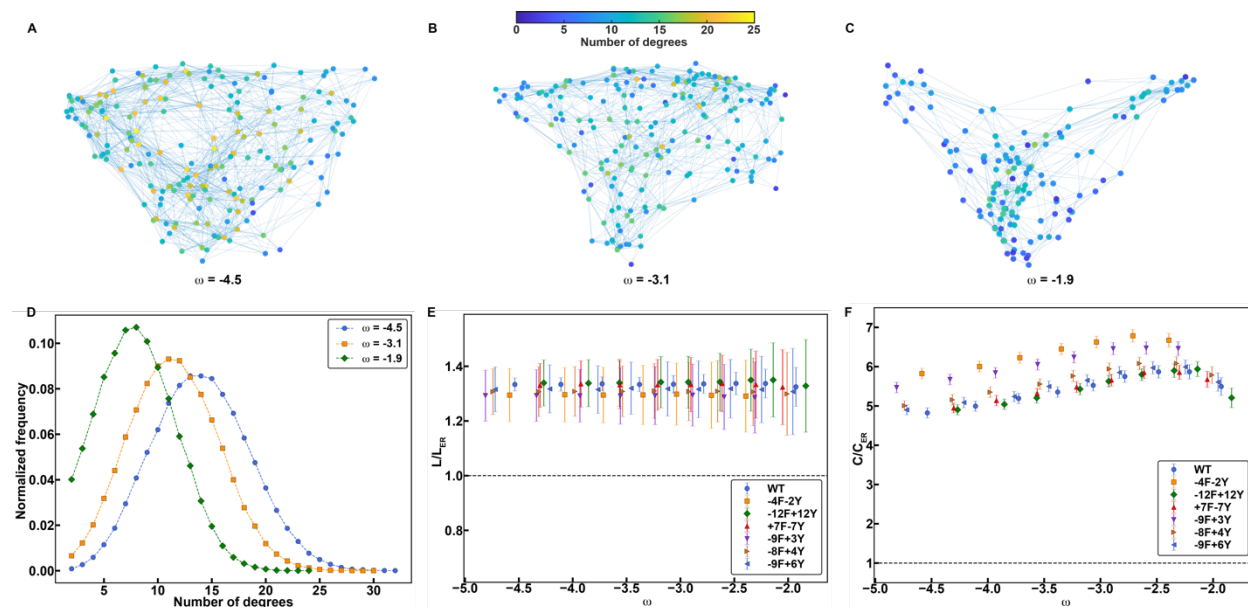 A
B
C
0 5 10 15 20 25
Number of degrees
ω = -4.5
ω = -3.1
ω = -1.9
D
Normalized frequency
0.10
0.08
0.06
0.04
0.02
0.00
5 10 15 20 25 30
Number of degrees
ω = -4.5
ω = -3.1
ω = -1.9
E
L/LER
1.4
1.2
1.0
0.8
−5.0 −4.5 −4.0 −3.5 −3.0 −2.5 −2.0
ω
WT
-4F-2Y
-12F+12Y
+7F-7Y
-9F+3Y
-8F+4Y
-9F+6Y
F
C/CER
7
6
5
4
3
2
1
−5.0 −4.5 −4.0 −3.5 −3.0 −2.5 −2.0
ω
WT
-4F-2Y
-12F+12Y
+7F-7Y
-9F+3Y
-8F+4Y
-9F+6Y